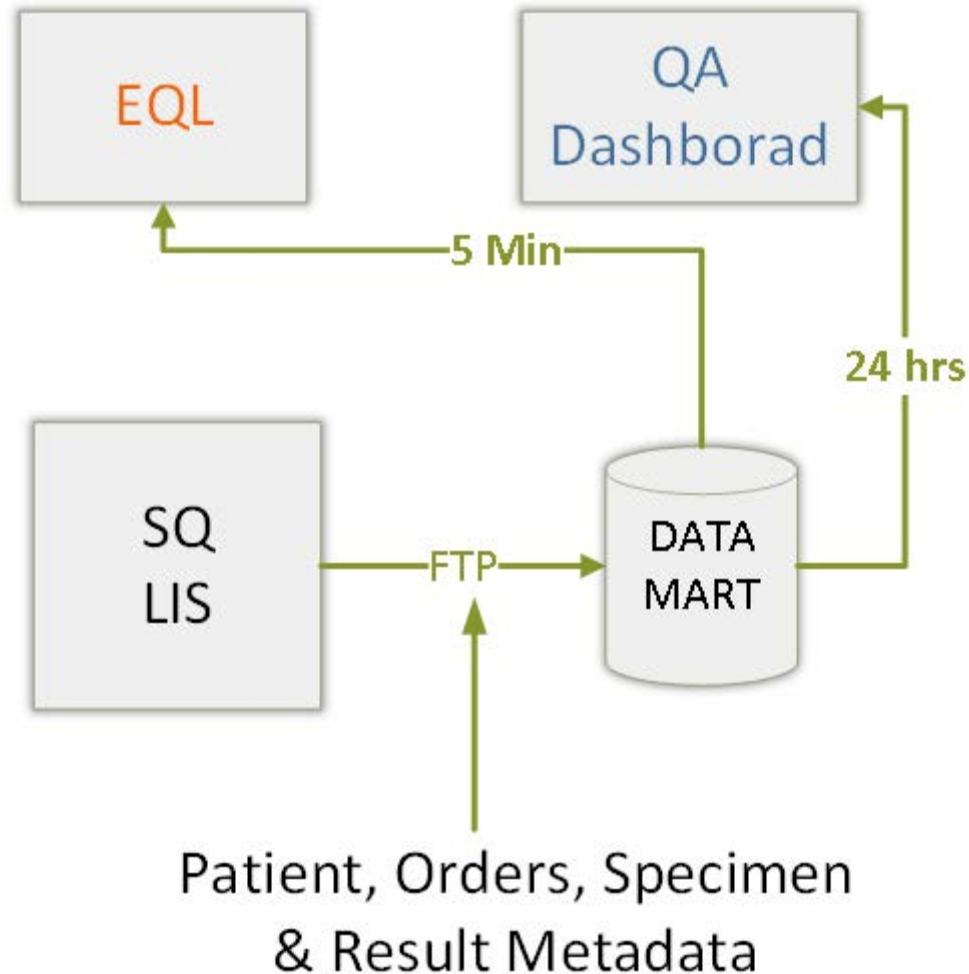 EQL
QA
Dashborad
5 Min
24 hrs
SQ
LIS
FTP
DATA
MART
Patient, Orders, Specimen
& Result Metadata